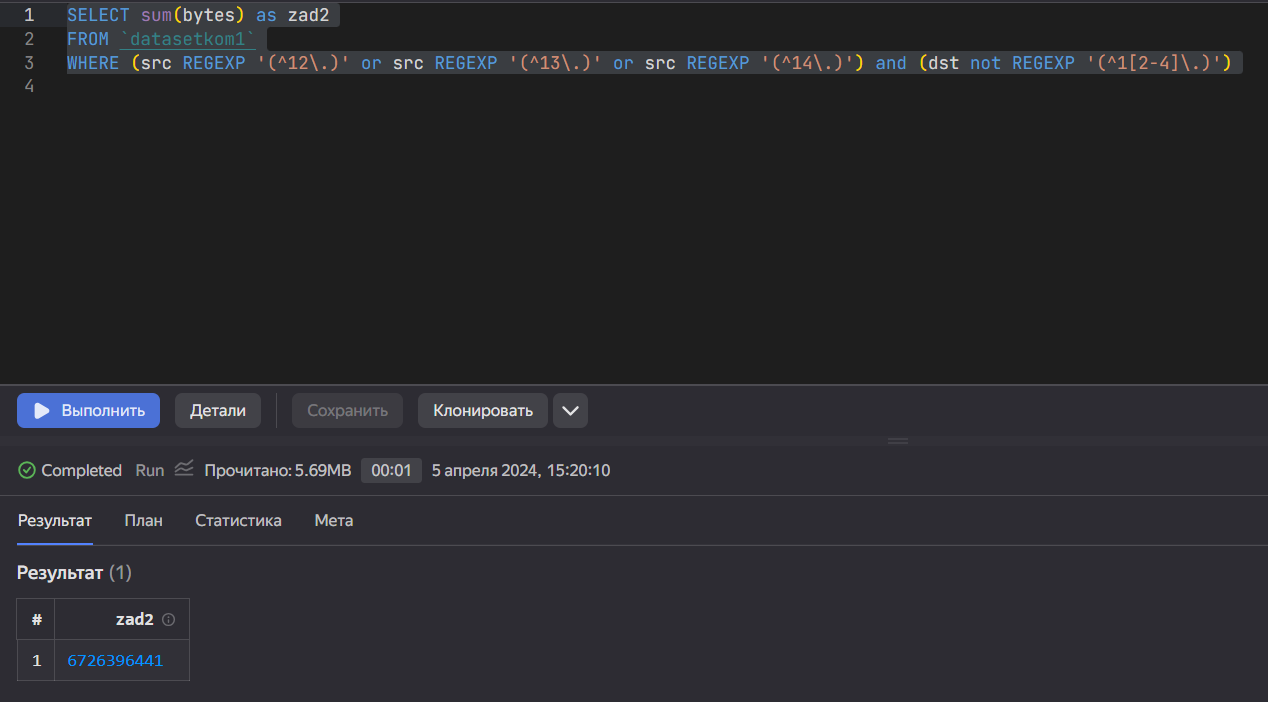 1 SELECT sum(bytes) as zad2
2 FROM `datasetkom1`
3 WHERE (src REGEXP '(^12\.)' or src REGEXP '(^13\.)' or src REGEXP '(^14\.)') and (dst not REGEXP '(^1[2-4]\.)')
4
Выполнить Детали Сохранить Клонировать
Completed Run Прочитано: 5.69MB 00:01 5 апреля 2024, 15:20:10
Результат План Статистика Мета
Результат (1)
# zad2
1 6726396441